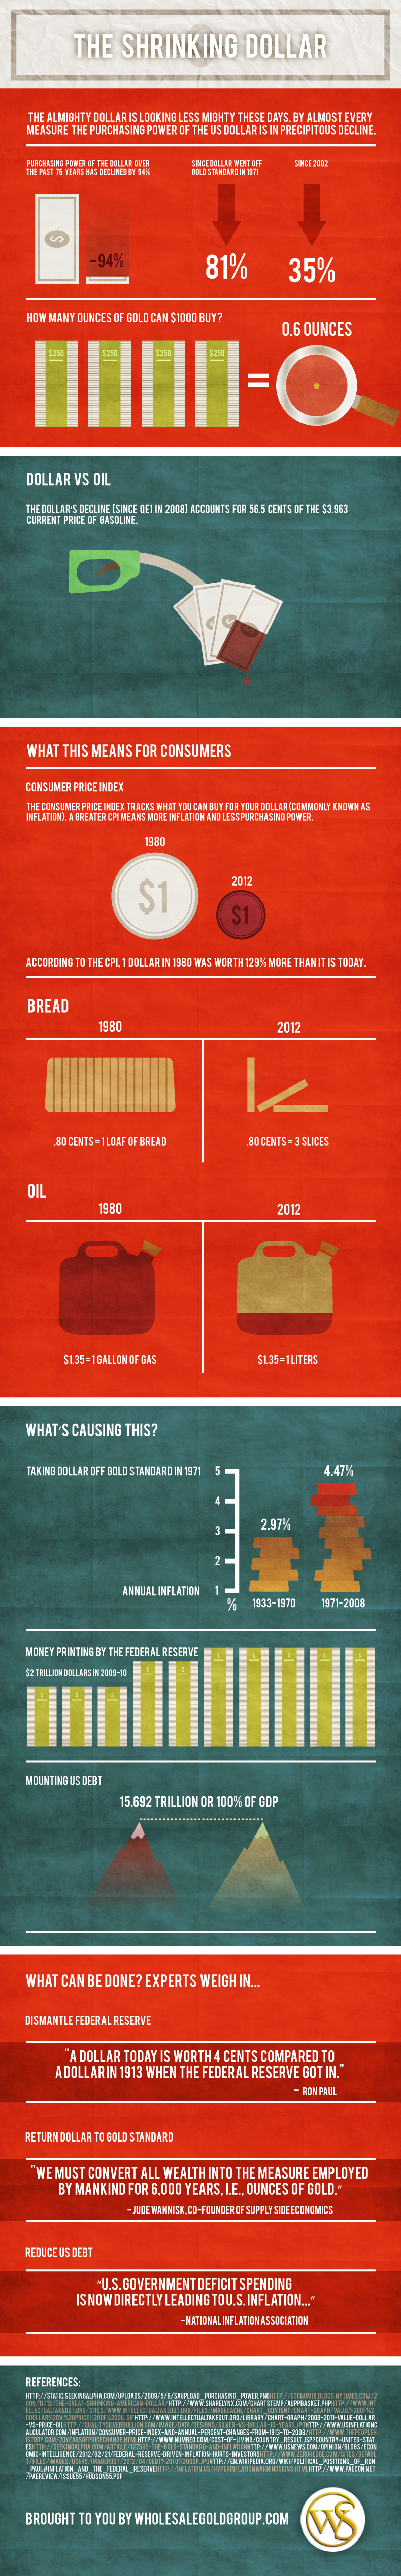 THE SHRINKING DOLLAR
THE ALMIGHTY DOLLAR IS LOOKING LESS MIGHTY THESE DAYS. BY ALMOST EVERY
MEASURE THE PURCHASING POWER OF THE US DOLLAR IS IN PRECIPITOUS DECLINE.
PURCHASING POWER OF THE DOLLAR OVER
THE PAST 76 YEARS HAS DECLINED BY 94%
SINCE DOLLAR WENT OFF
GOLD STANDARD IN 1971
SINCE 2002
$
-94%
81%
35%
HOW MANY OUNCES OF GOLD CAN $1000 BUY?
0.6 OUNCES
$250
$250
$250
$250
=
DOLLAR VS OIL
THE DOLLAR'S DECLINE [SINCE QE1 IN 2008] ACCOUNTS FOR 56.5 CENTS OF THE $3.963
CURRENT PRICE OF GASOLINE.
WHAT THIS MEANS FOR CONSUMERS
CONSUMER PRICE INDEX
THE CONSUMER PRICE INDEX TRACKS WHAT YOU CAN BUY FOR YOUR DOLLAR (COMMONLY KNOWN AS
INFLATION). A GREATER CPI MEANS MORE INFLATION AND LESS PURCHASING POWER.
1980
2012
$1
$1
ACCORDING TO THE CPI, 1 DOLLAR IN 1980 WAS WORTH 129% MORE THAN IT IS TODAY.
BREAD
1980
2012
.80 CENTS = 1 LOAF OF BREAD
.80 CENTS = 3 SLICES
OIL
1980
2012
$1.35 = 1 GALLON OF GAS
$1.35 = 1 LITERS
WHAT'S CAUSING THIS?
TAKING DOLLAR OFF GOLD STANDARD IN 1971
5
4
3
2
1
%
ANNUAL INFLATION
2.97%
4.47%
1933-1970
1971-2008
MONEY PRINTING BY THE FEDERAL RESERVE
$2 TRILLION DOLLARS IN 2009-10
MOUNTING US DEBT
15.692 TRILLION OR 100% OF GDP
WHAT CAN BE DONE? EXPERTS WEIGH IN...
DISMANTLE FEDERAL RESERVE
"A DOLLAR TODAY IS WORTH 4 CENTS COMPARED TO
A DOLLAR IN 1913 WHEN THE FEDERAL RESERVE GOT IN."
- RON PAUL
RETURN DOLLAR TO GOLD STANDARD
"WE MUST CONVERT ALL WEALTH INTO THE MEASURE EMPLOYED
BY MANKIND FOR 6,000 YEARS, I.E., OUNCES OF GOLD."
- JUDE WANNISK, CO-FOUNDER OF SUPPLY SIDE ECONOMICS
REDUCE US DEBT
"U.S. GOVERNMENT DEFICIT SPENDING
IS NOW DIRECTLY LEADING TO U.S. INFLATION..."
- NATIONAL INFLATION ASSOCIATION
REFERENCES:
BROUGHT TO YOU BY WHOLESALEGOLDGROUP.COM
WS